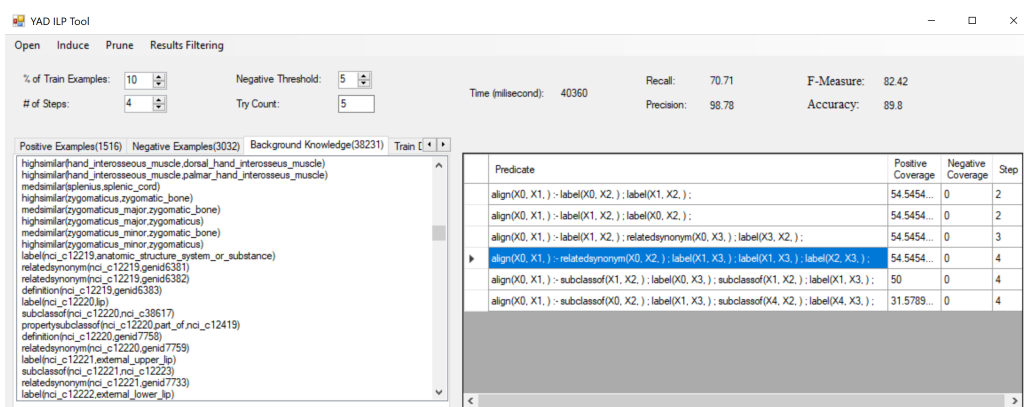 YAD ILP Tool
Open Induce Prune Results Filtering
% of Train Examples: 10 Negative Threshold: 5
# of Steps: 4 Try Count: 5
Time (milisecond): 40360
Recall: 70.71 F-Measure: 82.42
Precision: 98.78 Accuracy: 89.8
Positive Examples(1516) Negative Examples(3032) Background Knowledge(38231) Train D
highsimilar(hand_interosseous_muscle,dorsal_hand_interosseus_muscle)
highsimilar(hand_interosseous_muscle,palmar_hand_interosseus_muscle)
medsimilar(splenius,splenic_cord)
highsimilar(zygomaticus,zygomatic_bone)
medsimilar(zygomaticus_major,zygomatic_bone)
highsimilar(zygomaticus_major,zygomaticus)
medsimilar(zygomaticus_minor,zygomatic_bone)
highsimilar(zygomaticus_minor,zygomaticus)
label(nci_c12219,anatomic_structure_system_or_substance)
relatedsynonym(nci_c12219,genid6381)
relatedsynonym(nci_c12219,genid6382)
definition(nci_c12219,genid6383)
label(nci_c12220,lip)
subclassof(nci_c12220,nci_c38617)
propertysubclassof(nci_c12220,part_of,nci_c12419)
definition(nci_c12220,genid7758)
relatedsynonym(nci_c12220,genid7759)
label(nci_c12221,external_upper_lip)
subclassof(nci_c12221,nci_c12223)
relatedsynonym(nci_c12221,genid7733)
label(nci_c12222,external_lower_lip)
Predicate Positive Coverage Negative Coverage Step
align(X0, X1, ) :- label(X0, X2, ) ; label(X1, X2, ) ; 54.5454... 0 2
align(X0, X1, ) :- label(X1, X2, ) ; label(X0, X2, ) ; 54.5454... 0 2
align(X0, X1, ) :- label(X1, X2, ) ; relatedsynonym(X0, X3, ) ; label(X3, X2, ) ; 54.5454... 0 3
align(X0, X1, ) :- relatedsynonym(X0, X2, ) ; label(X1, X3, ) ; label(X1, X3, ) ; label(X2, X3, ) ; 54.5454... 0 4
align(X0, X1, ) :- subclassof(X1, X2, ) ; label(X0, X3, ) ; subclassof(X1, X2, ) ; label(X1, X3, ) ; 50 0 4
align(X0, X1, ) :- subclassof(X0, X2, ) ; label(X1, X3, ) ; subclassof(X4, X2, ) ; label(X4, X3, ) ; 31.5789... 0 4